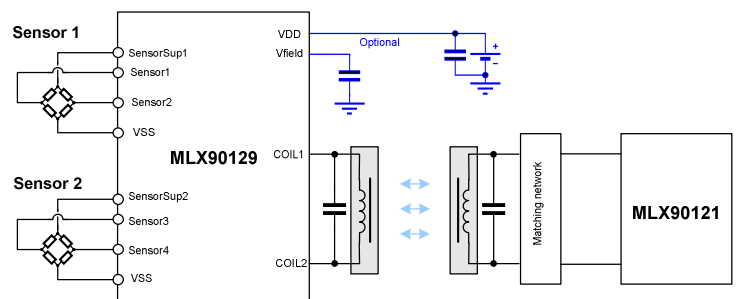 Sensor 1
SensorSup1
Sensor1
Sensor2
VSS
Sensor 2
SensorSup2
Sensor3
Sensor4
VSS
MLX90129
VDD
Vfield
COIL1
COIL2
Optional
+
–
Matching network
MLX90121